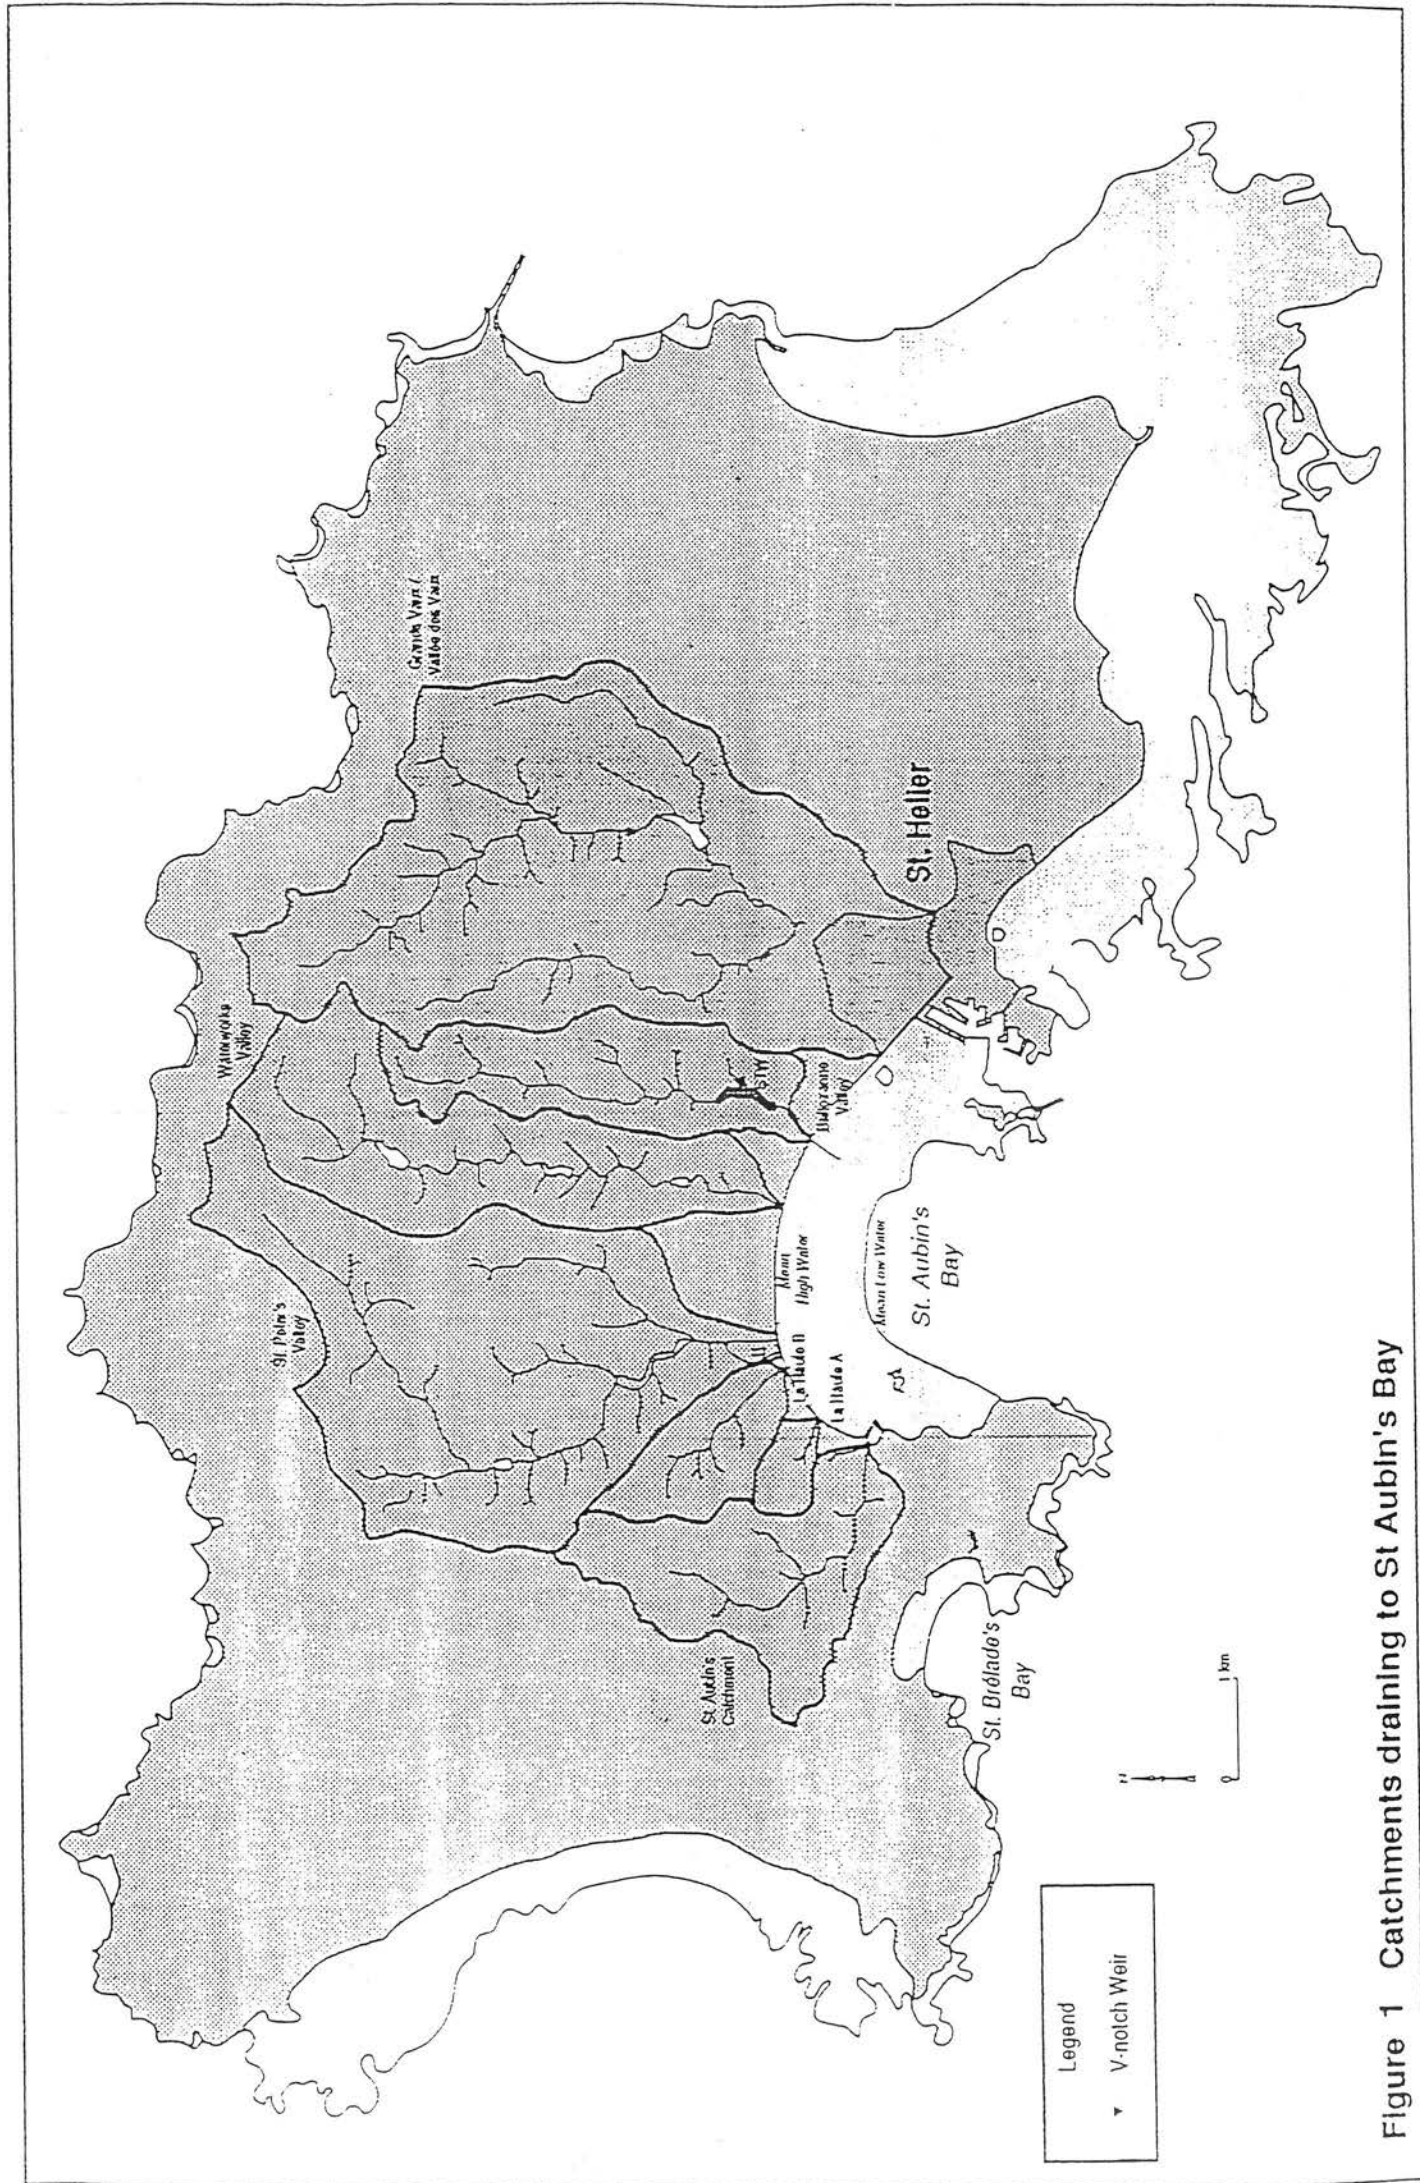 Grands Vaux /
Vallée des Vaux
Waterworks
Valley
St. Peter's
Valley
St. Helier
STW
Bellozanne
Valley
Mean
High Water
Mean Low Water
St. Aubin's
Bay
La Haule B
La Haule A
St Aubin's
Catchment
St. Brelade's
Bay
N
0
1 km
Legend
V-notch Weir
Figure 1 Catchments draining to St Aubin's Bay